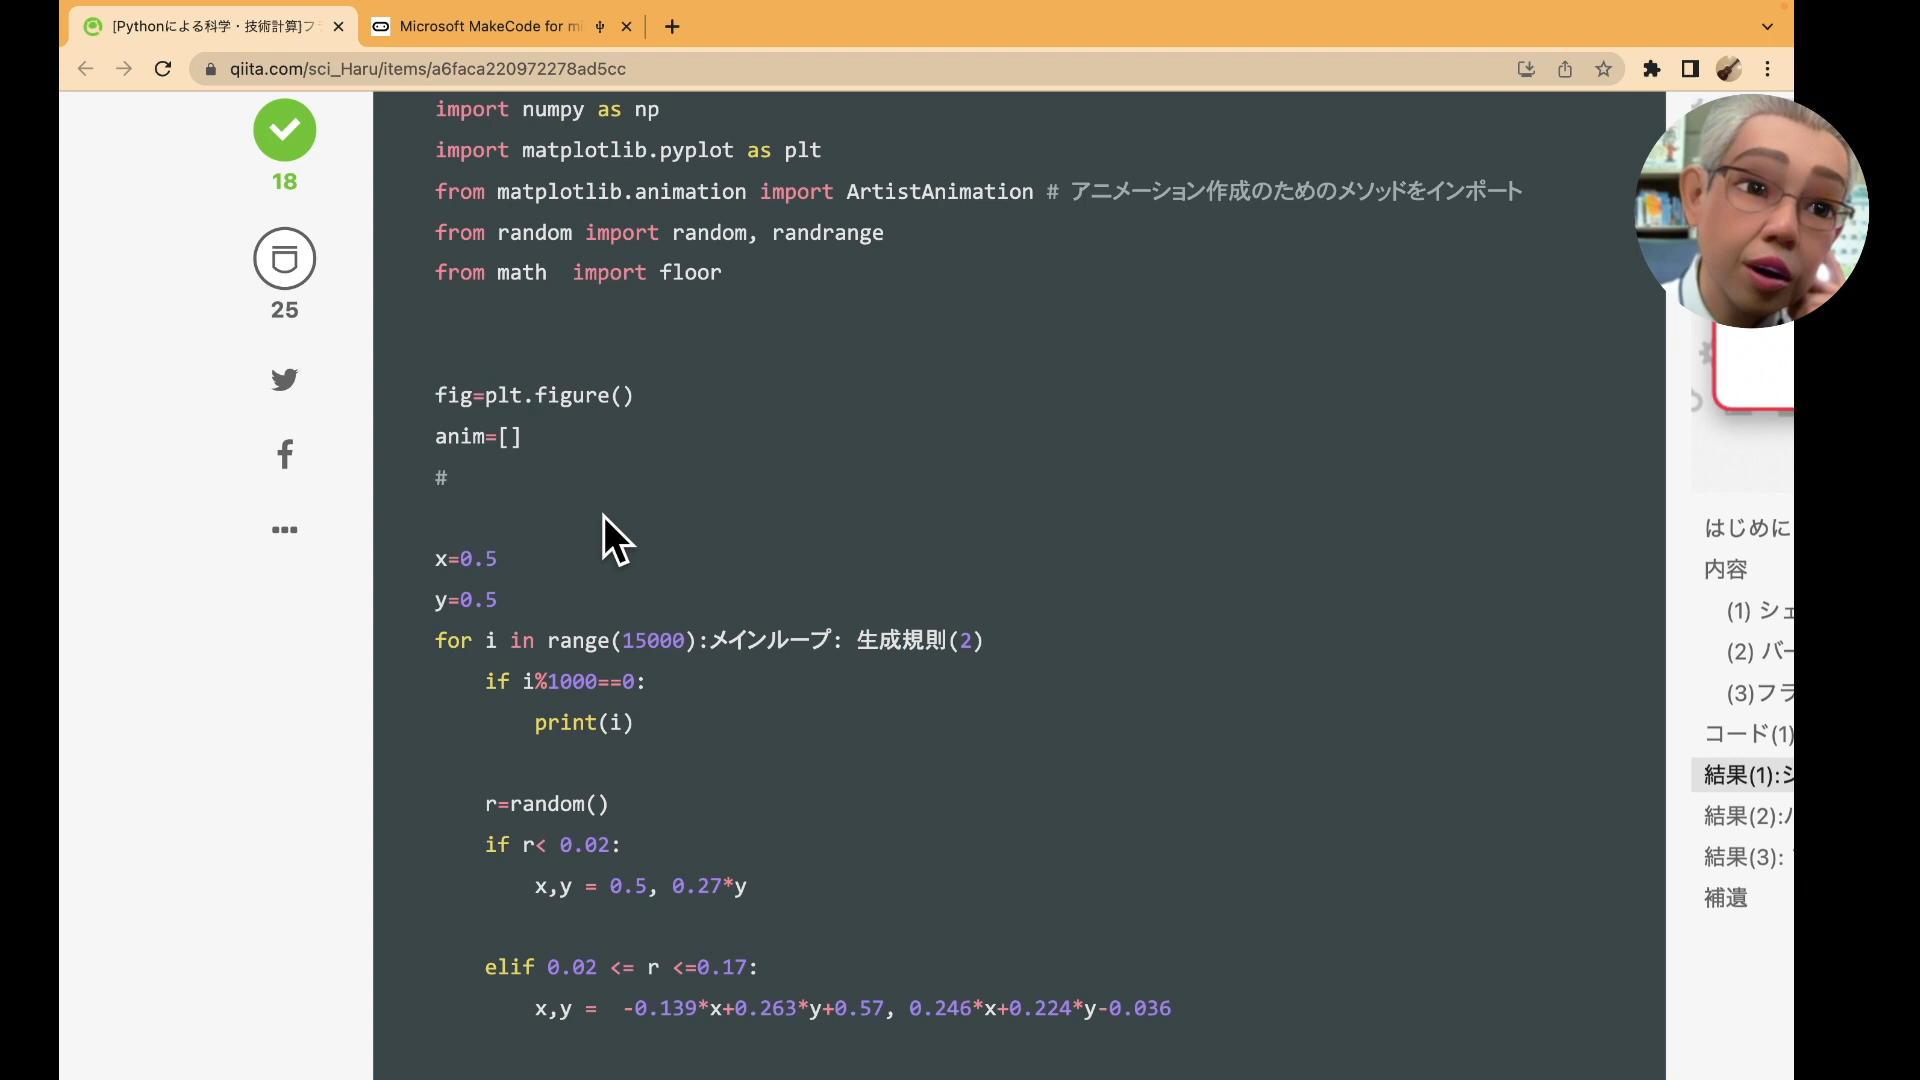 [Pythonによる科学・技術計算]フ
Microsoft MakeCode for mi
qiita.com/sci_Haru/items/a6faca220972278ad5cc
18
25
import numpy as np
import matplotlib.pyplot as plt
from matplotlib.animation import ArtistAnimation # アニメーション作成のためのメソッドをインポート
from random import random, randrange
from math  import floor
fig=plt.figure()
anim=[]
#
x=0.5
y=0.5
for i in range(15000):メインループ: 生成規則(2)
if i%1000==0:
print(i)
r=random()
if r< 0.02:
x,y = 0.5, 0.27*y
elif 0.02 <= r <=0.17:
x,y =  -0.139*x+0.263*y+0.57, 0.246*x+0.224*y-0.036
はじめに
内容
(1) シェ
(2) バー
(3)フラ
コード(1)
結果(1):シ
結果(2):バ
結果(3):
補遺